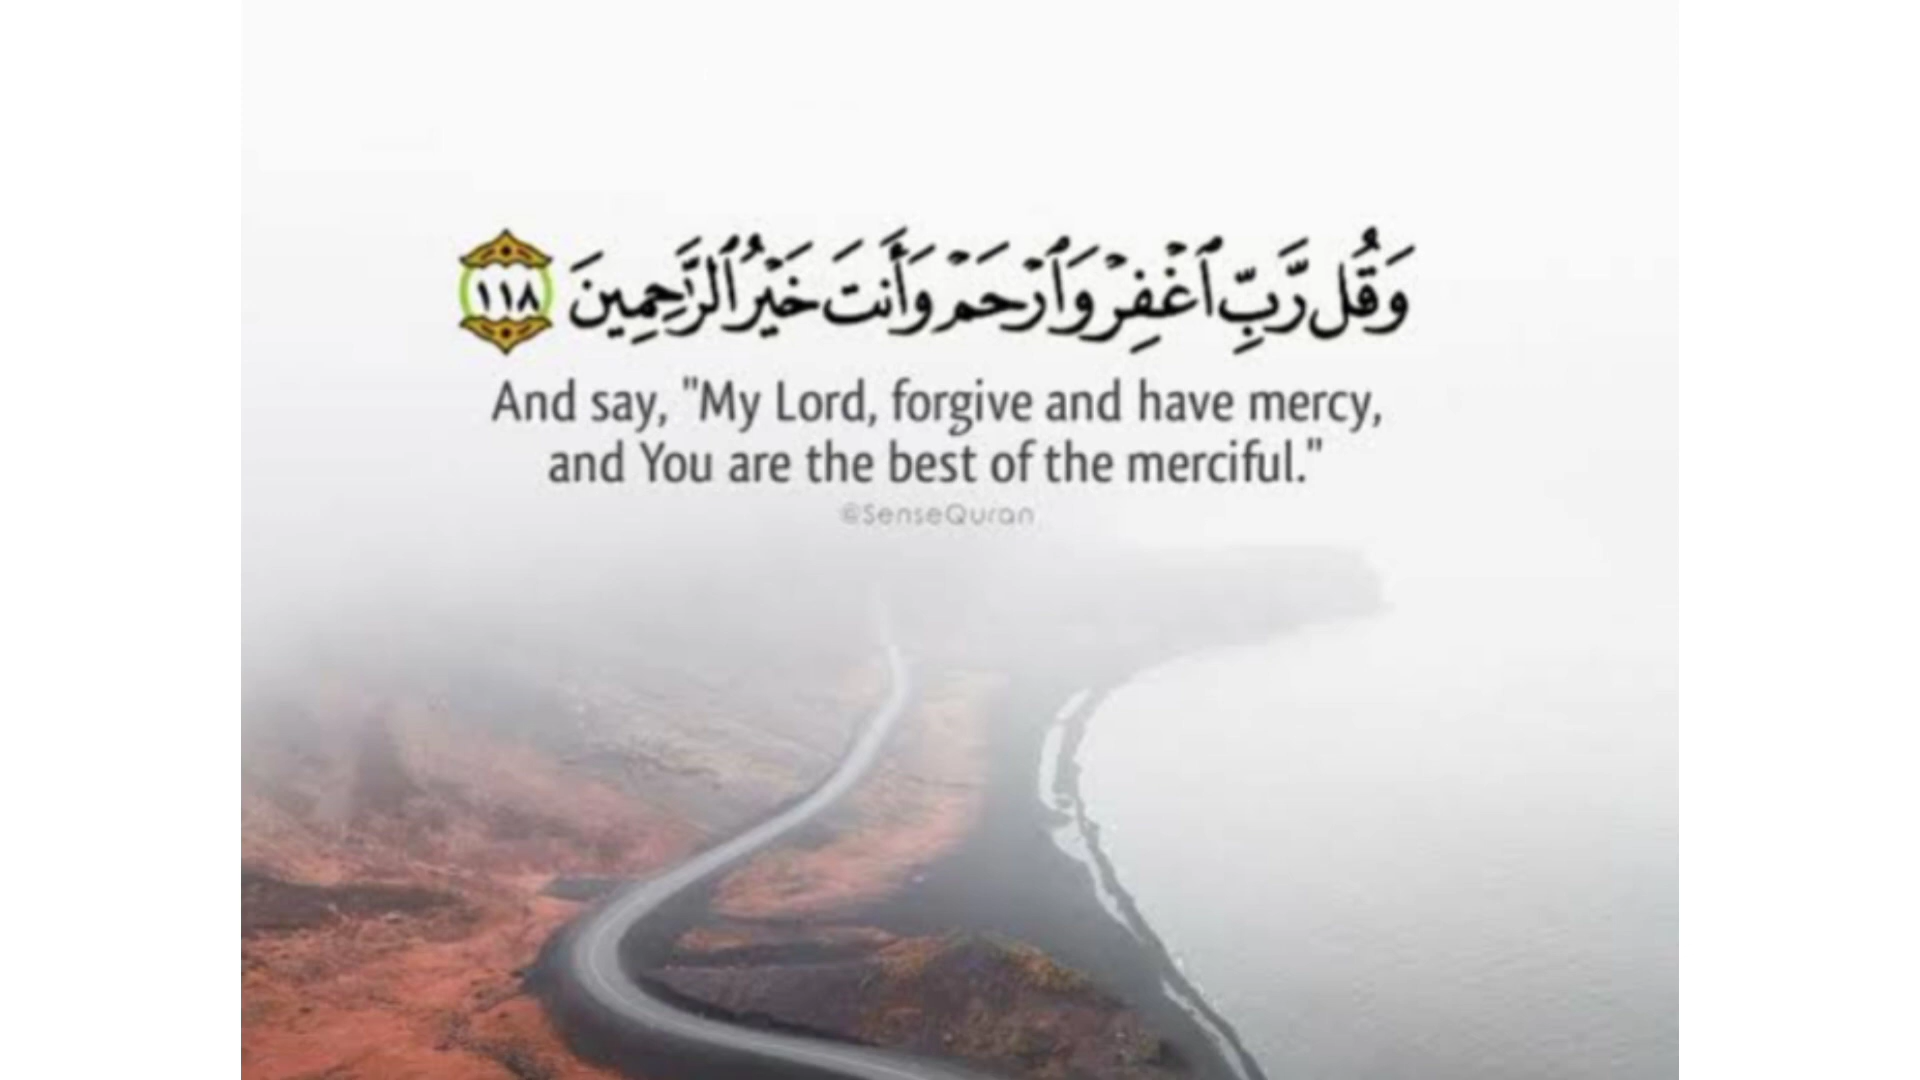 وَقُل رَّبِّ ٱغْفِرْ وَٱرْحَمْ وَأَنتَ خَيْرُ ٱلرَّٰحِمِينَ ١١٨
And say, "My Lord, forgive and have mercy,
and You are the best of the merciful."
@SenseQuran